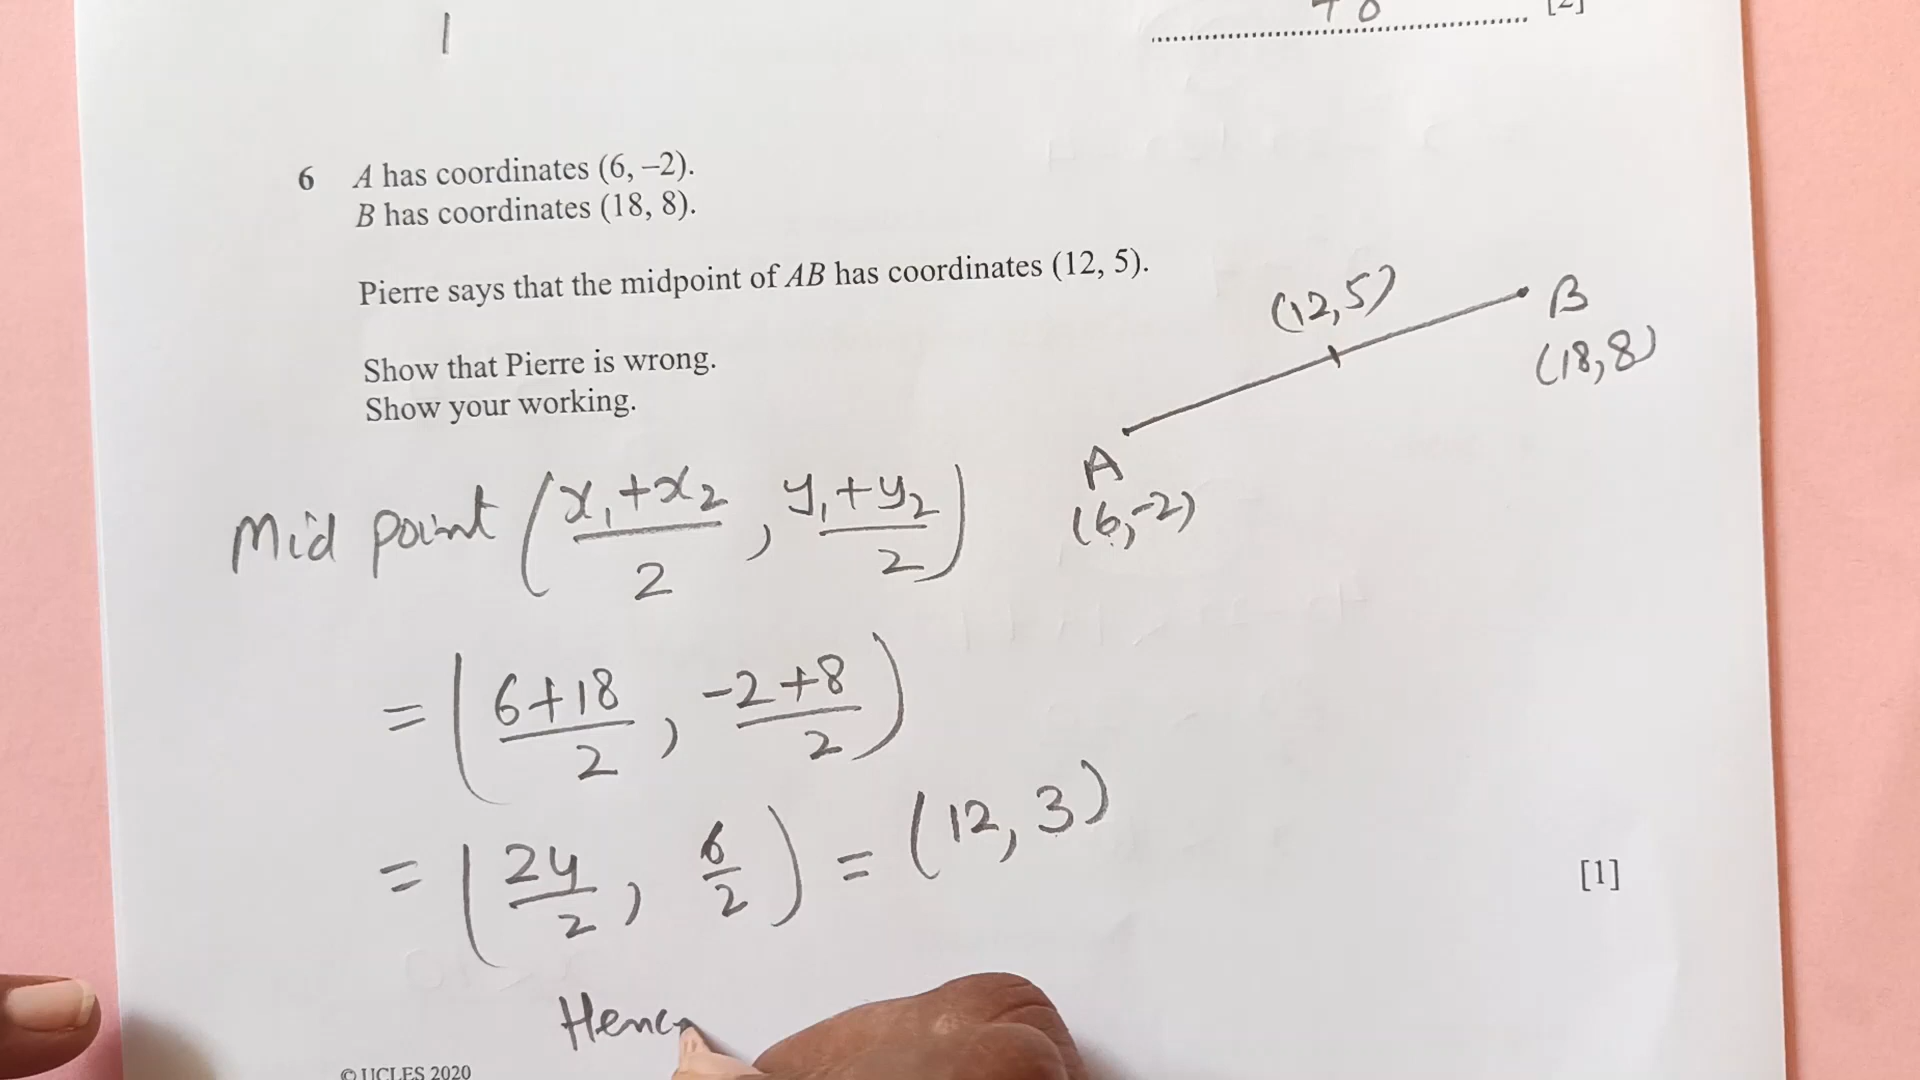 [2]
6 A has coordinates (6, –2).
B has coordinates (18, 8).
Pierre says that the midpoint of AB has coordinates (12, 5).
(12,5)
B
(18,8)
Show that Pierre is wrong.
Show your working.
A
(6,-2)
Mid point (x₁+x₂/2, y₁+y₂/2)
= (6+18/2, -2+8/2)
= (24/2, 6/2) = (12, 3)
[1]
Henc
© UCLES 2020